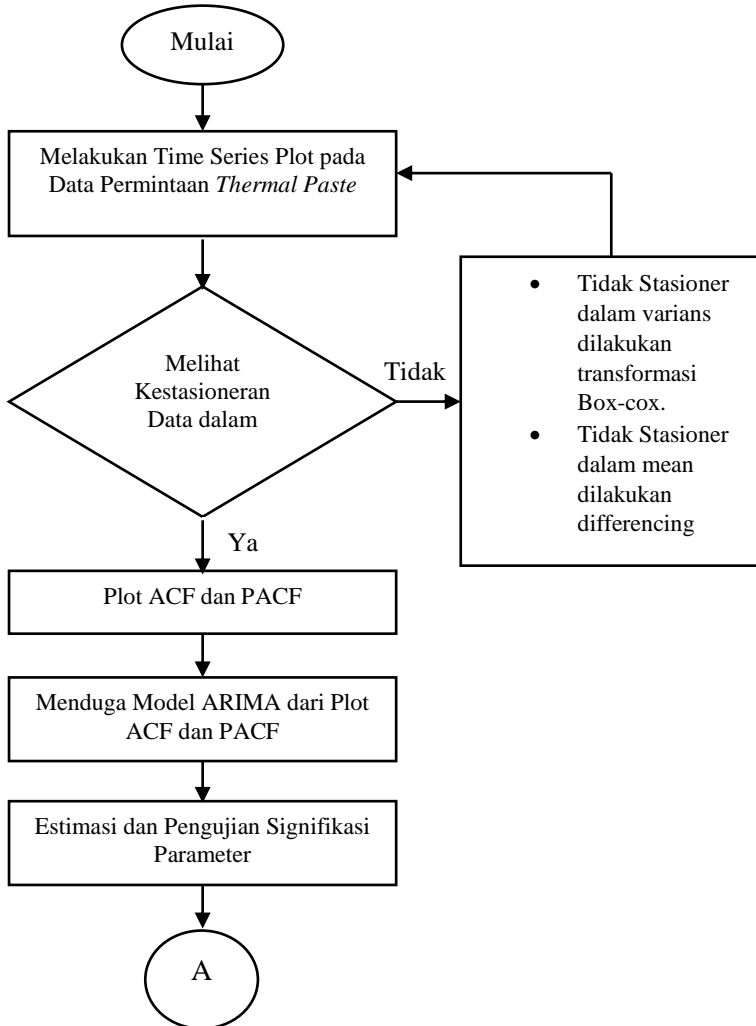 Mulai
Melakukan Time Series Plot pada
Data Permintaan Thermal Paste
Melihat
Kestasioneran
Data dalam
Tidak
• Tidak Stasioner
dalam varians
dilakukan
transformasi
Box-cox.
• Tidak Stasioner
dalam mean
dilakukan
differencing
Ya
Plot ACF dan PACF
Menduga Model ARIMA dari Plot
ACF dan PACF
Estimasi dan Pengujian Signifikasi
Parameter
A